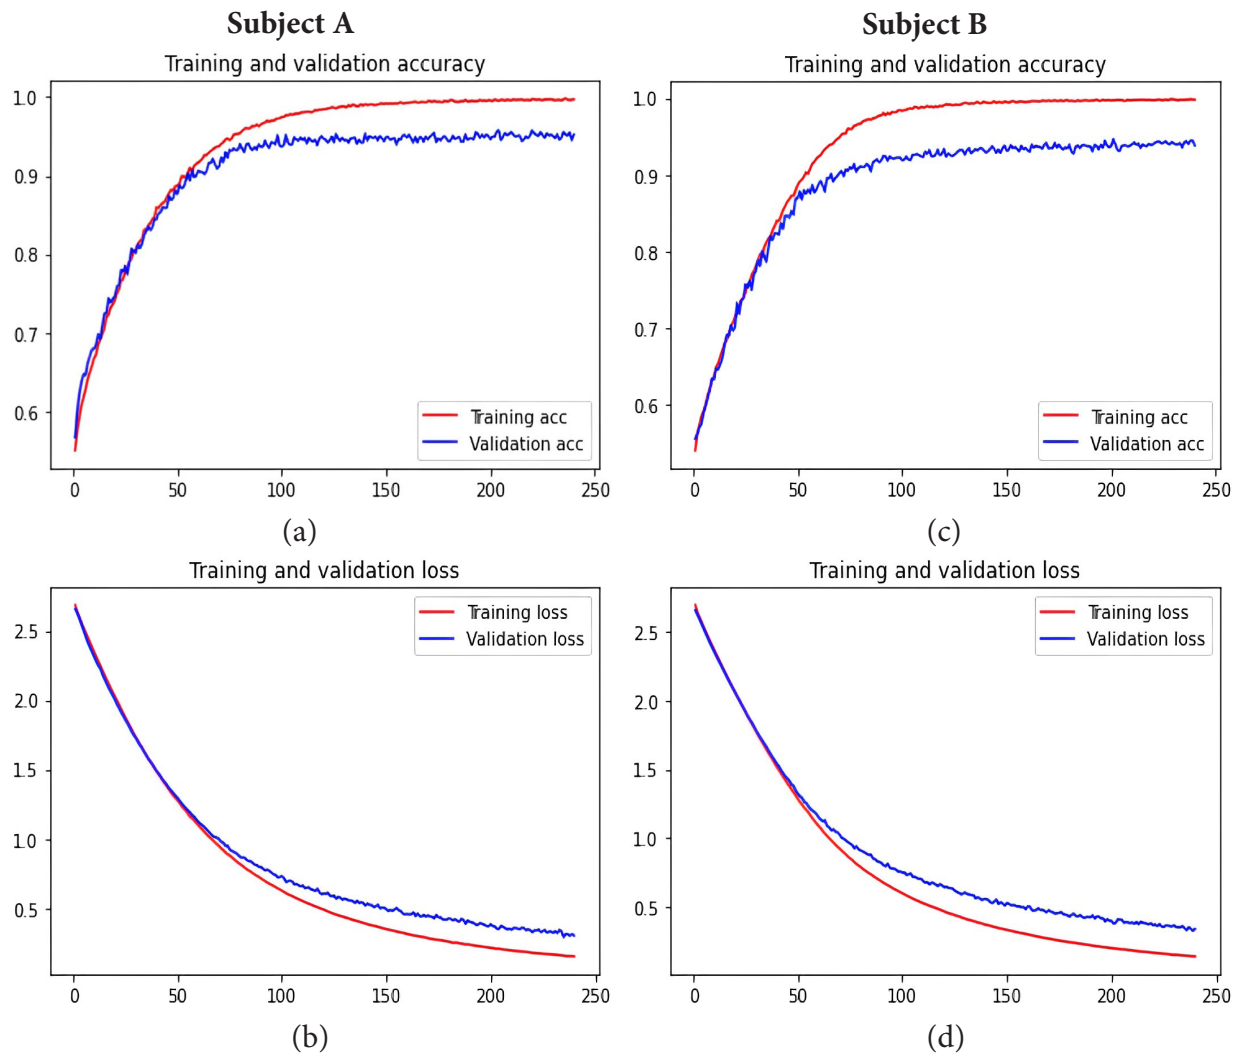 Subject A
Training and validation accuracy
1.0
0.9
0.8
0.7
0.6
Training acc
Validation acc
0 50 100 150 200 250
(a)
Training and validation loss
2.5
2.0
1.5
1.0
0.5
Training loss
Validation loss
0 50 100 150 200 250
(b)
Subject B
Training and validation accuracy
1.0
0.9
0.8
0.7
0.6
Training acc
Validation acc
0 50 100 150 200 250
(c)
Training and validation loss
2.5
2.0
1.5
1.0
0.5
Training loss
Validation loss
0 50 100 150 200 250
(d)